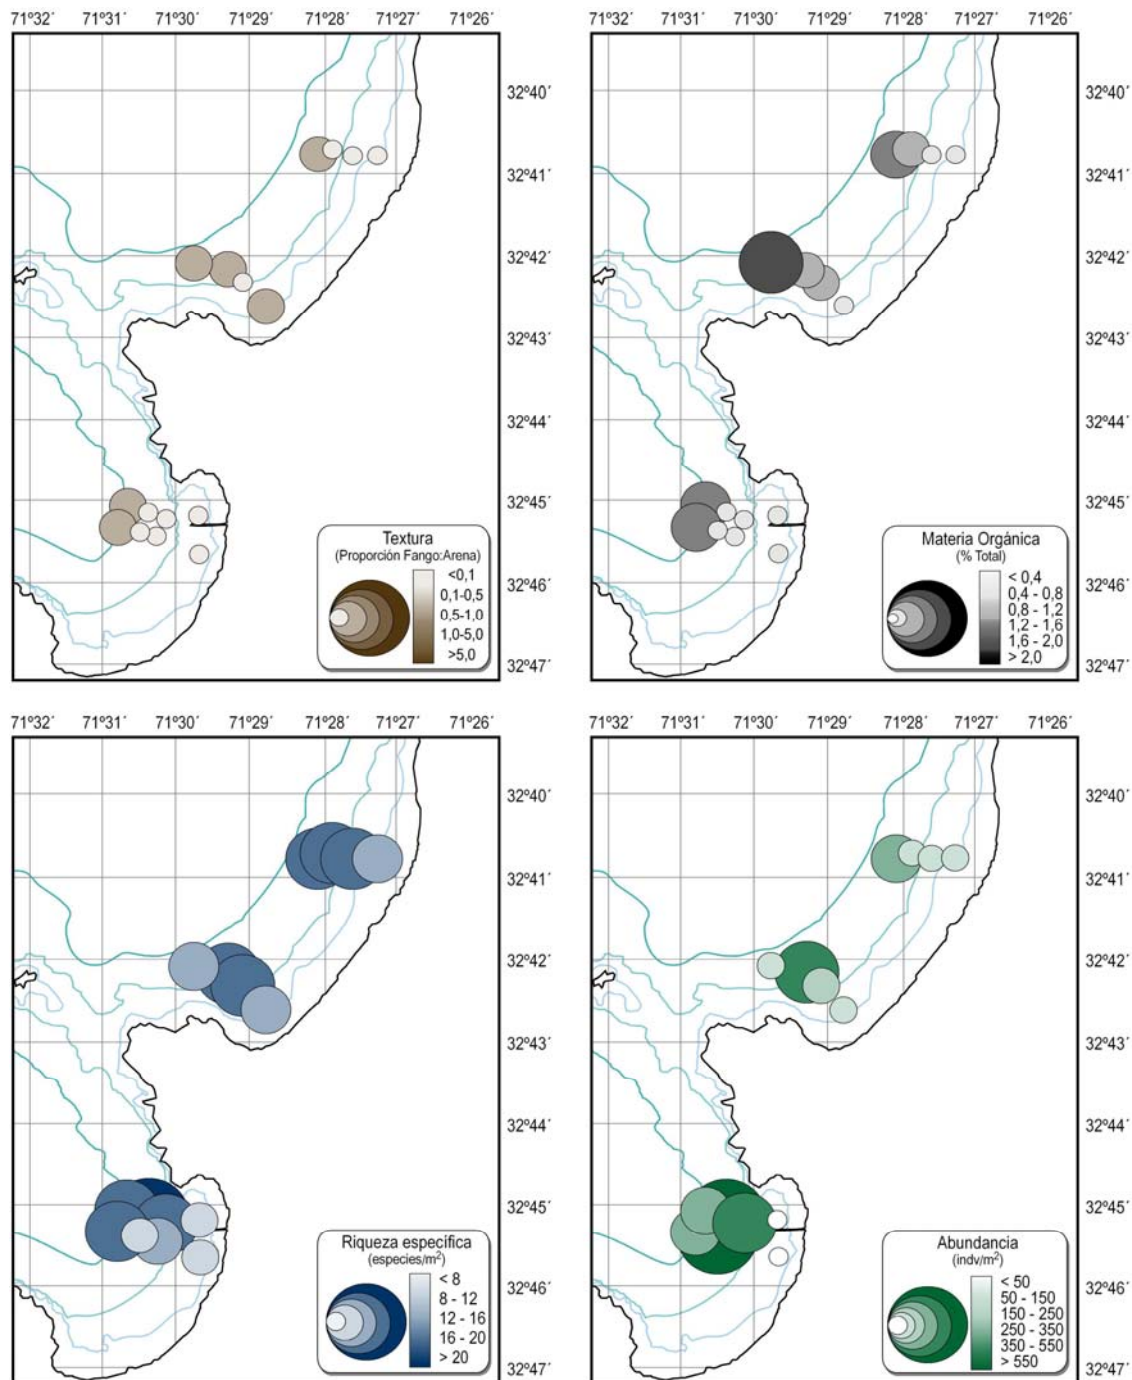 71º32´ 71º31´ 71º30´ 71º29´ 71º28´ 71º27´ 71º26´
32º40´
32º41´
32º42´
32º43´
32º44´
32º45´
32º46´
32º47´
Textura
(Proporción Fango:Arena)
<0,1
0,1-0,5
0,5-1,0
1,0-5,0
>5,0
71º32´ 71º31´ 71º30´ 71º29´ 71º28´ 71º27´ 71º26´
32º40´
32º41´
32º42´
32º43´
32º44´
32º45´
32º46´
32º47´
Materia Orgánica
(% Total)
< 0,4
0,4 - 0,8
0,8 - 1,2
1,2 - 1,6
1,6 - 2,0
> 2,0
71º32´ 71º31´ 71º30´ 71º29´ 71º28´ 71º27´ 71º26´
32º40´
32º41´
32º42´
32º43´
32º44´
32º45´
32º46´
32º47´
Riqueza específica
(especies/m²)
< 8
8 - 12
12 - 16
16 - 20
> 20
71º32´ 71º31´ 71º30´ 71º29´ 71º28´ 71º27´ 71º26´
32º40´
32º41´
32º42´
32º43´
32º44´
32º45´
32º46´
32º47´
Abundancia
(indv/m²)
< 50
50 - 150
150 - 250
250 - 350
350 - 550
> 550